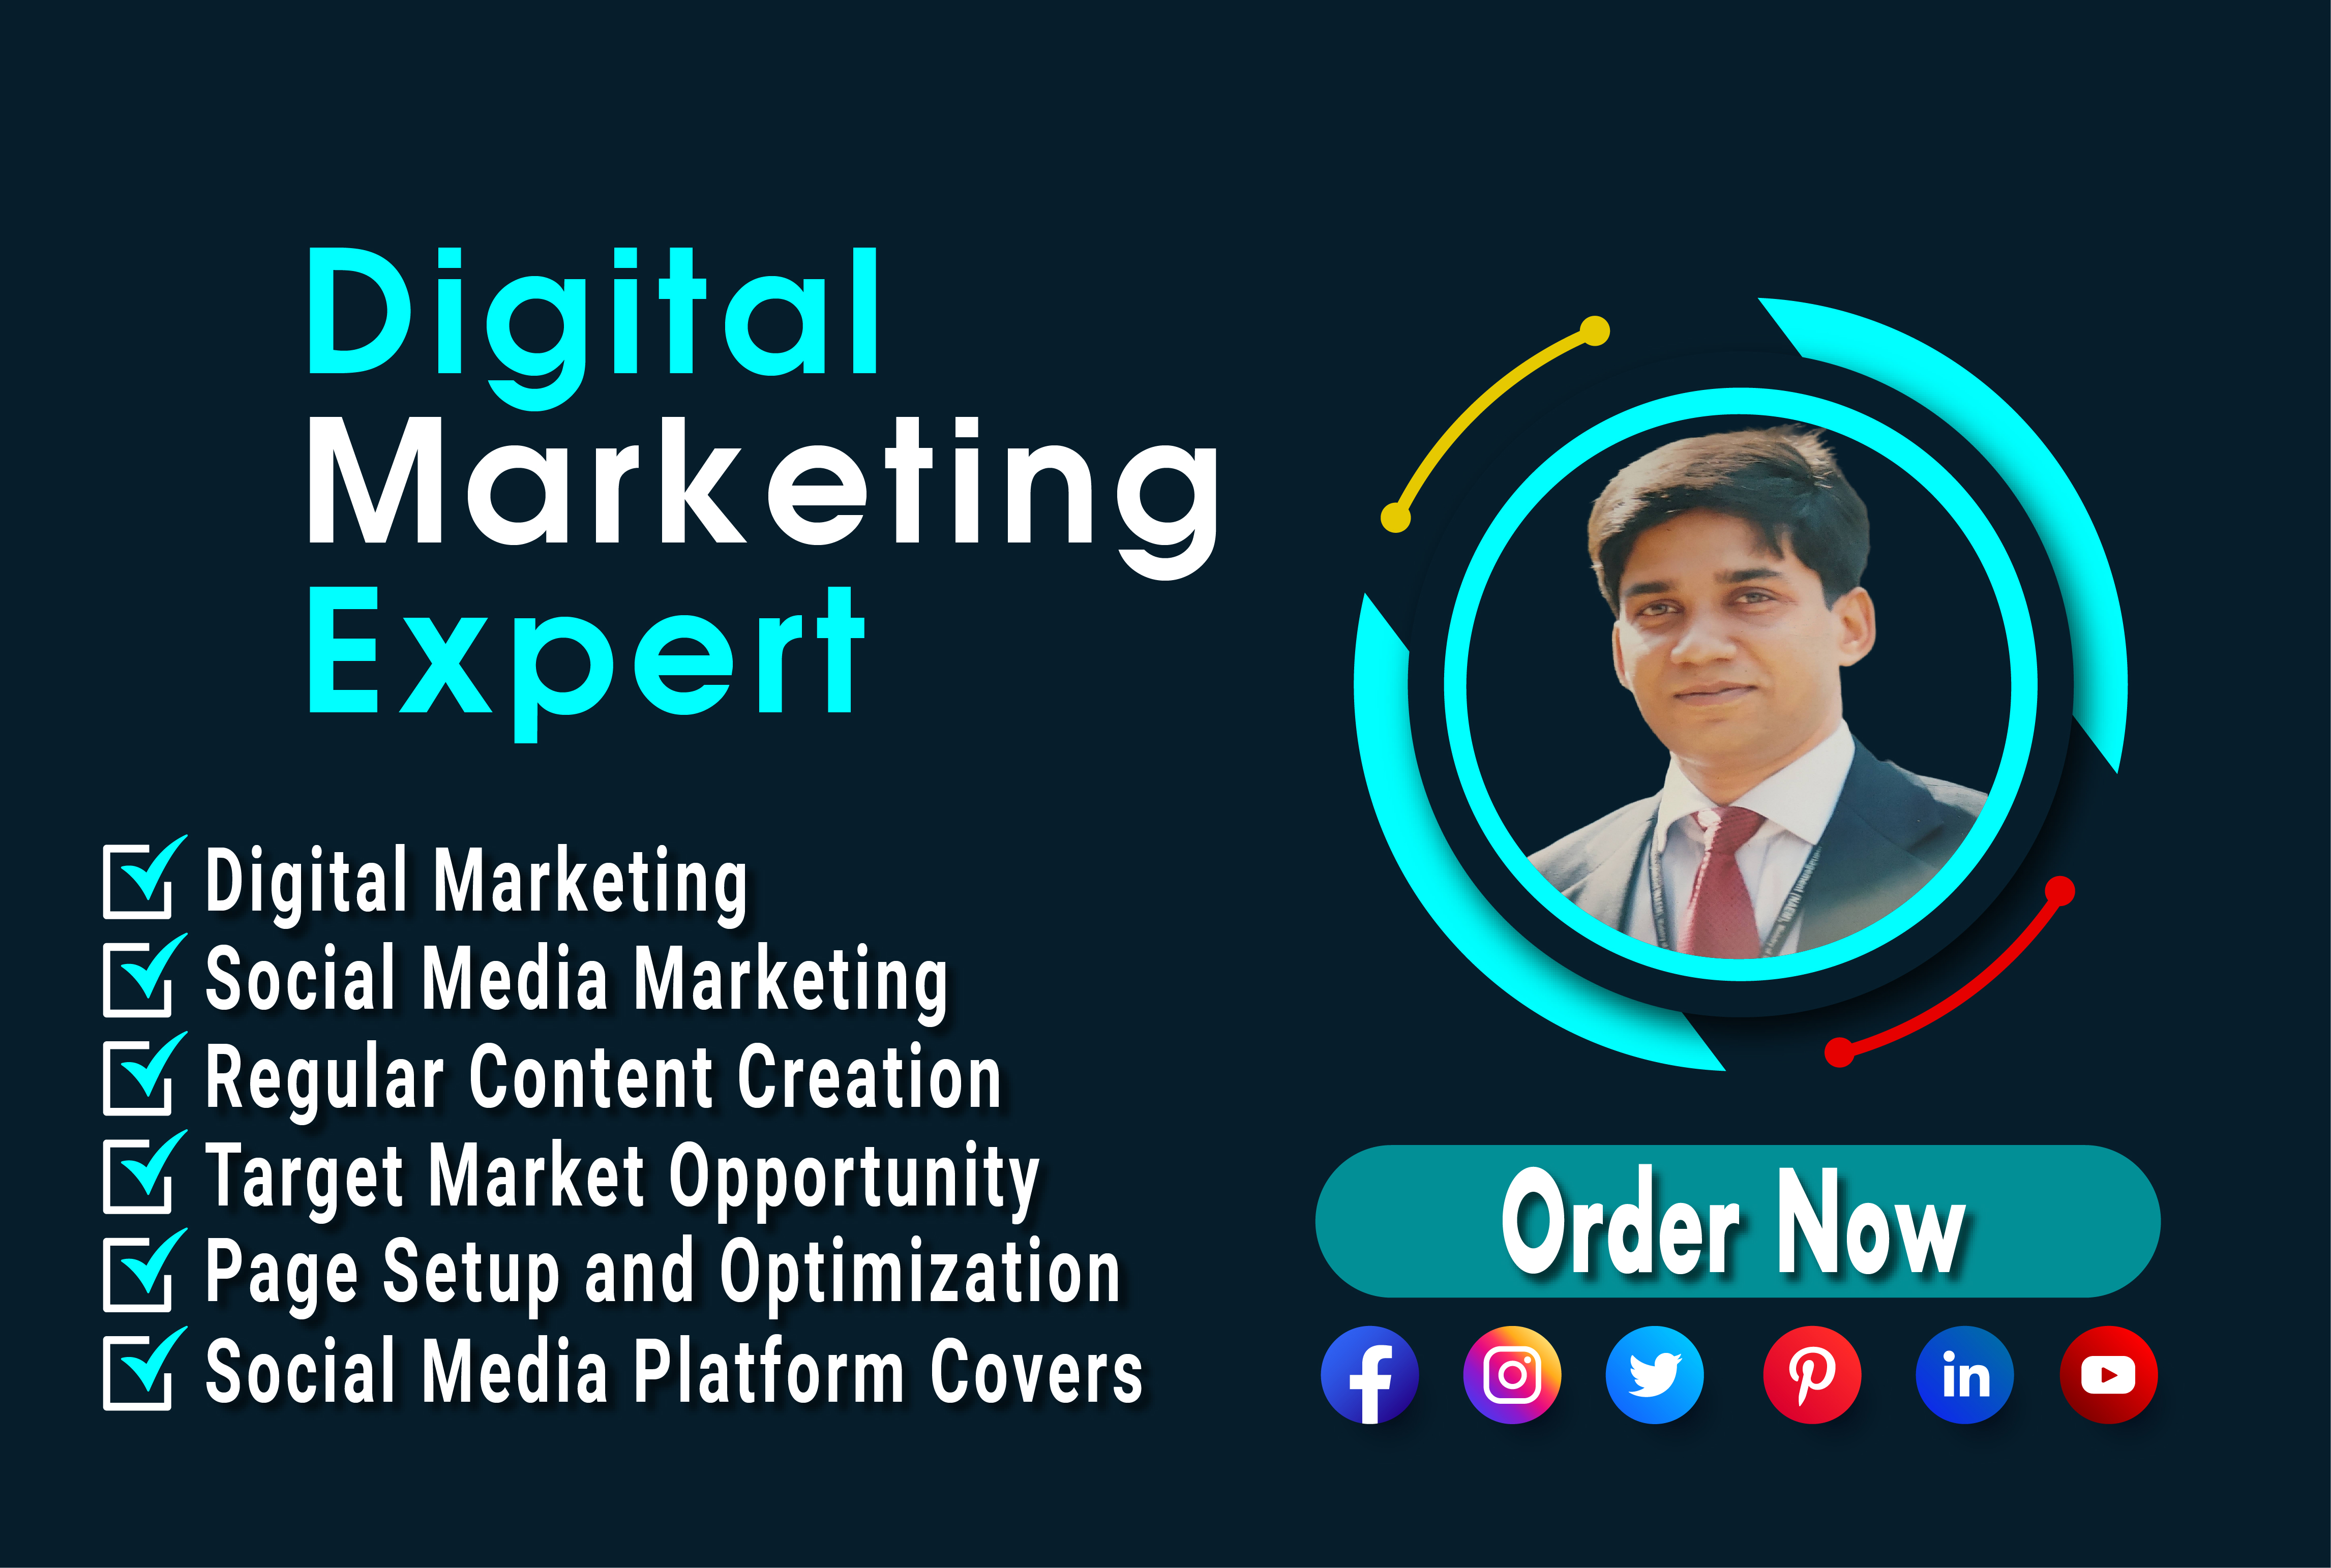 Digital
Marketing
Expert
Digital Marketing
Social Media Marketing
Regular Content Creation
Target Market Opportunity
Page Setup and Optimization
Social Media Platform Covers
Order Now
in